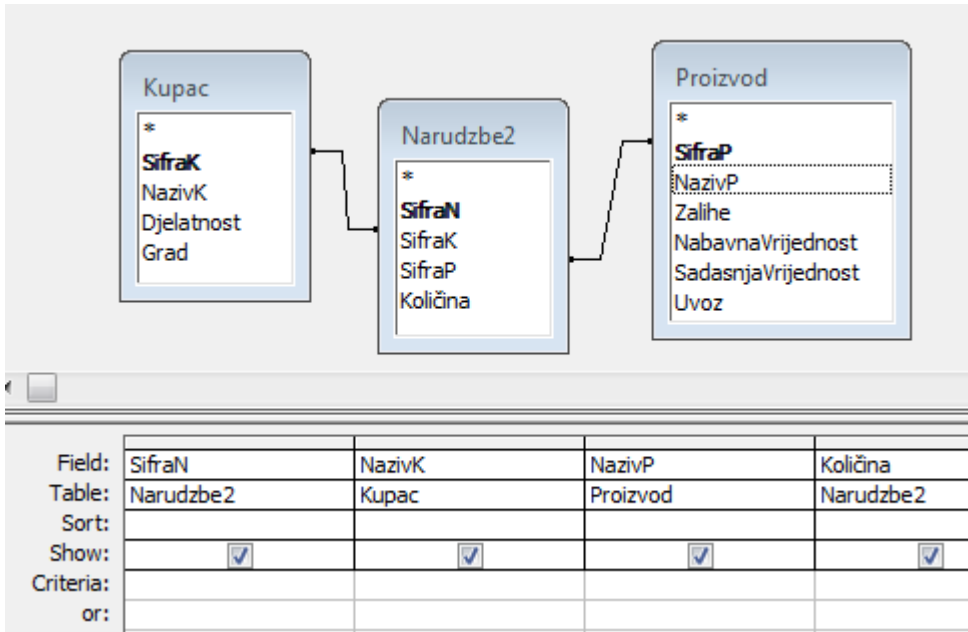 Kupac
*
SifraK
NazivK
Djelatnost
Grad
Narudzbe2
*
SifraN
SifraK
SifraP
Količina
Proizvod
*
SifraP
NazivP
Zalihe
NabavnaVrijednost
SadasnjaVrijednost
Uvoz
Field: SifraN NazivK NazivP Količina
Table: Narudzbe2 Kupac Proizvod Narudzbe2
Sort:
Show:
Criteria:
or: